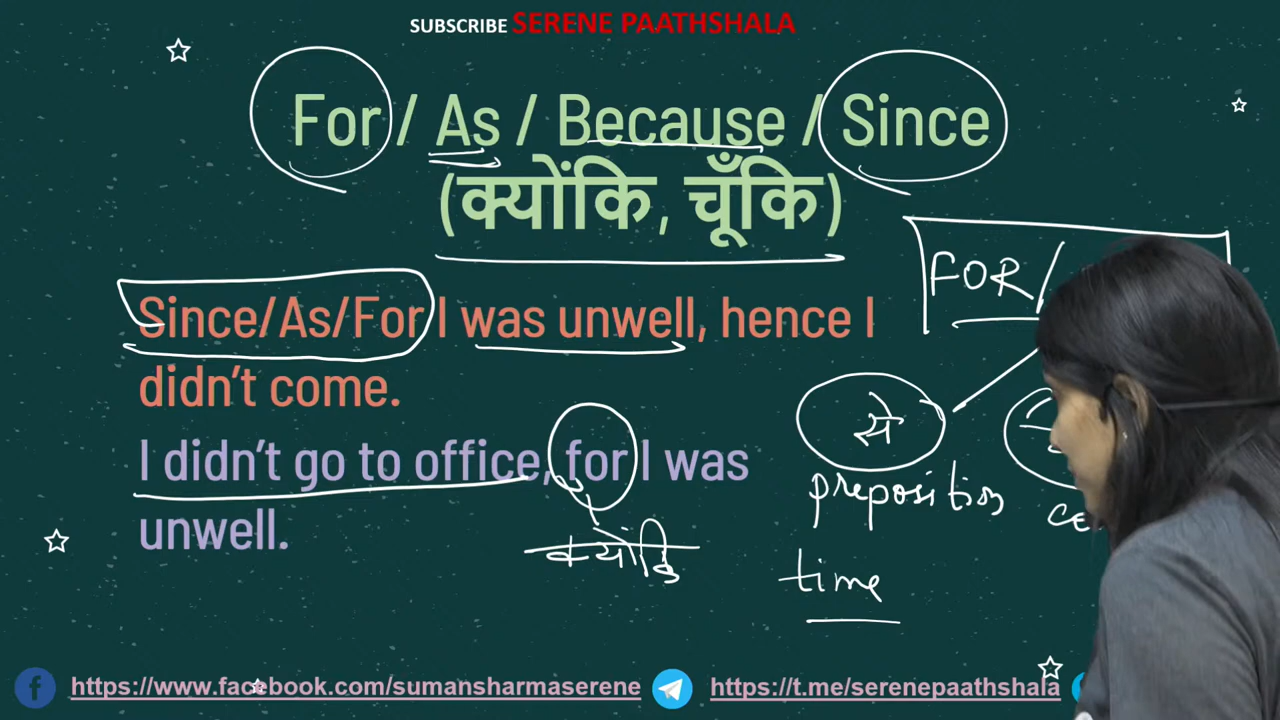 SUBSCRIBE SERENE PAATHSHALA
For / As / Because / Since
(क्योंकि, चूँकि)
FOR/
Since/As/For I was unwell, hence I
didn't come.
से
I didn't go to office, for I was
preposition
unwell.
क्योंकि
time
https://www.facebook.com/sumansharmaserene
https://t.me/serenepaathshala